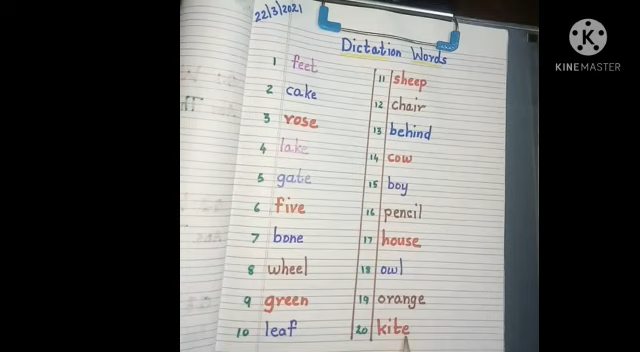 22/3/2021
Dictation Words
1 feet
2 cake
3 rose
4 lake
5 gate
6 five
7 bone
8 wheel
9 green
10 leaf
11 sheep
12 chair
13 behind
14 cow
15 boy
16 pencil
17 house
18 owl
19 orange
20 kite
KINEMASTER